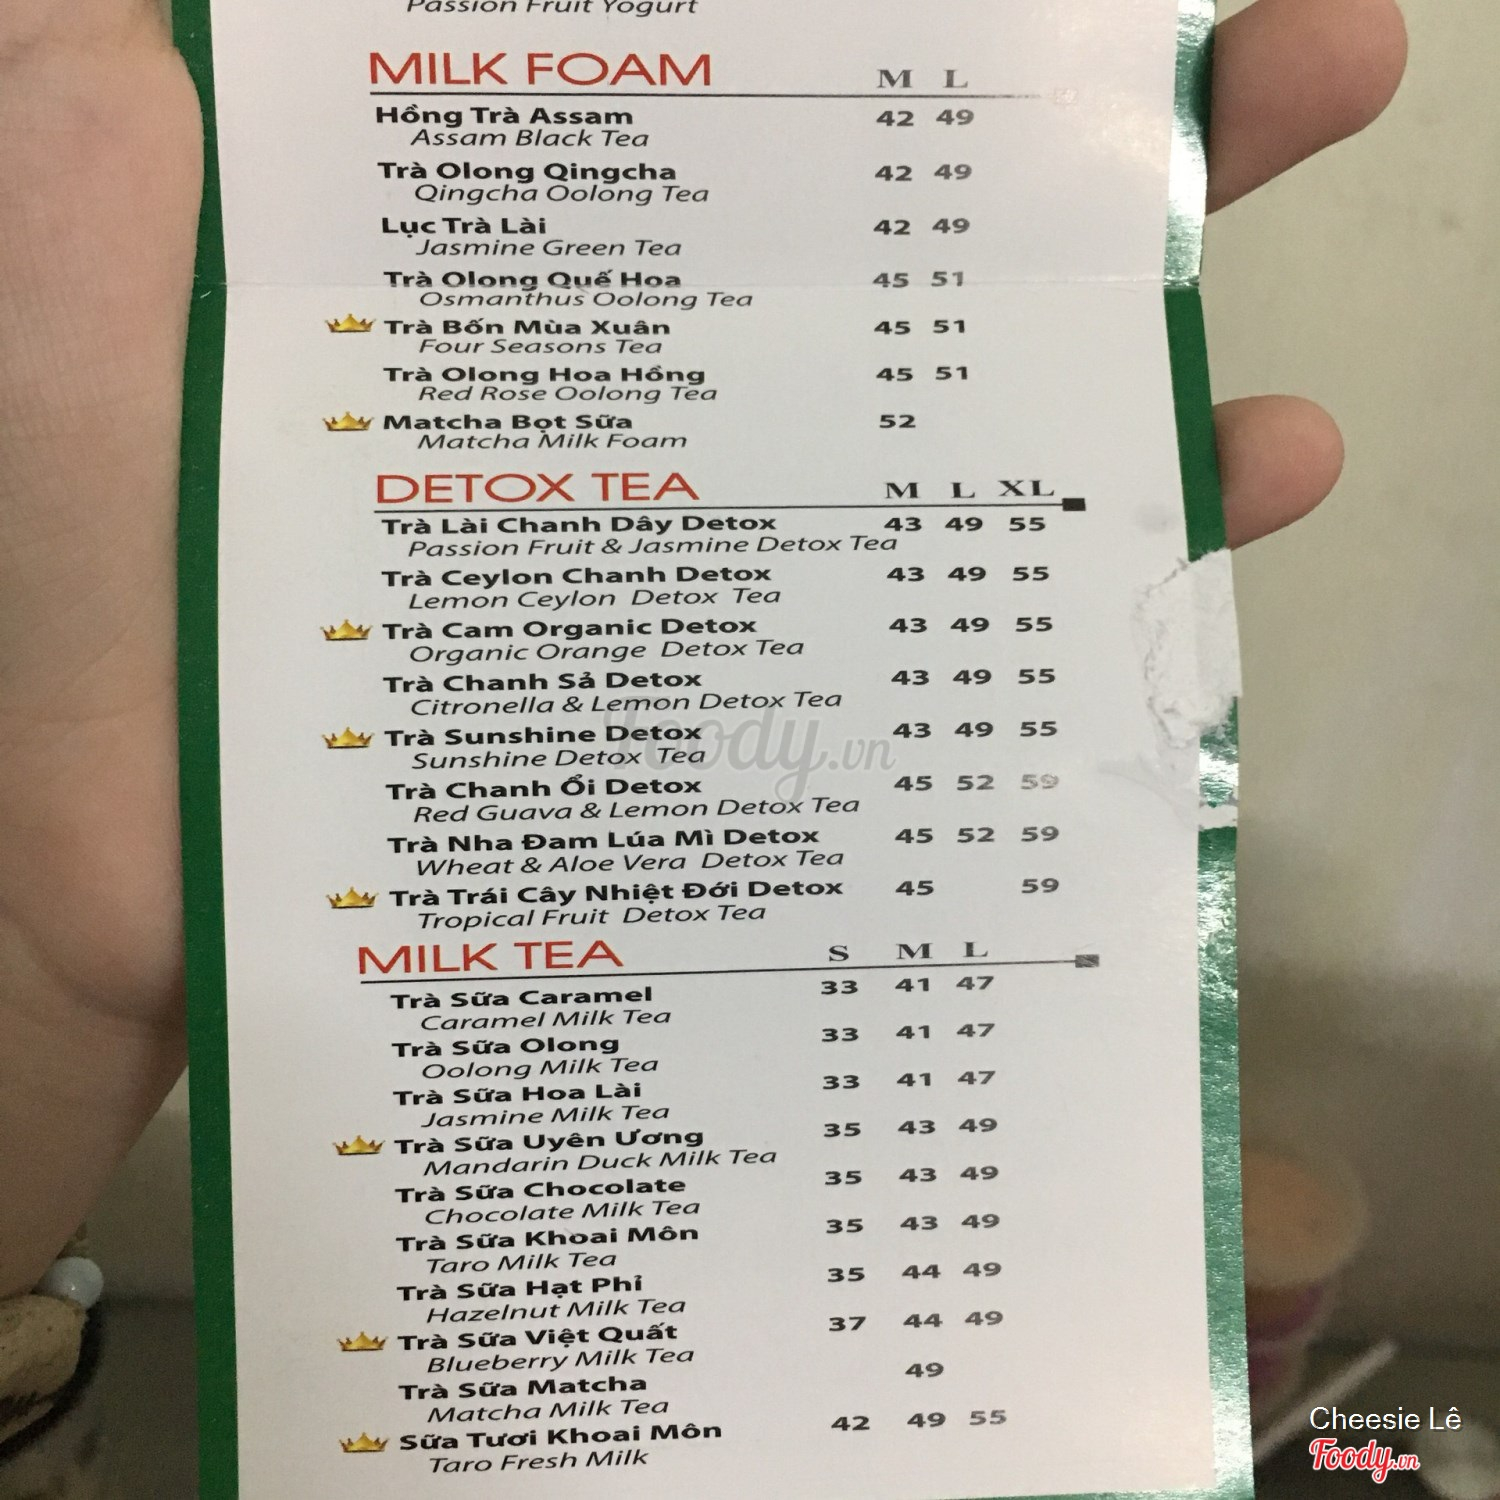 Passion Fruit Yogurt
MILK FOAM M L
Hồng Trà Assam 42 49
Assam Black Tea
Trà Olong Qingcha 42 49
Qingcha Oolong Tea
Lục Trà Lài 42 49
Jasmine Green Tea
Trà Olong Quế Hoa 45 51
Osmanthus Oolong Tea
Trà Bốn Mùa Xuân 45 51
Four Seasons Tea
Trà Olong Hoa Hồng 45 51
Red Rose Oolong Tea
Matcha Bọt Sữa 52
Matcha Milk Foam
DETOX TEA M L XL
Trà Lài Chanh Dây Detox 43 49 55
Passion Fruit & Jasmine Detox Tea
Trà Ceylon Chanh Detox 43 49 55
Lemon Ceylon Detox Tea
Trà Cam Organic Detox 43 49 55
Organic Orange Detox Tea
Trà Chanh Sả Detox 43 49 55
Citronella & Lemon Detox Tea
Trà Sunshine Detox 43 49 55
Sunshine Detox Tea
Trà Chanh Ổi Detox 45 52 59
Red Guava & Lemon Detox Tea
Trà Nha Đam Lúa Mì Detox 45 52 59
Wheat & Aloe Vera Detox Tea
Trà Trái Cây Nhiệt Đới Detox 45 59
Tropical Fruit Detox Tea
MILK TEA S M L
Trà Sữa Caramel 33 41 47
Caramel Milk Tea
Trà Sữa Olong 33 41 47
Oolong Milk Tea
Trà Sữa Hoa Lài 33 41 47
Jasmine Milk Tea
Trà Sữa Uyên Ương 35 43 49
Mandarin Duck Milk Tea
Trà Sữa Chocolate 35 43 49
Chocolate Milk Tea
Trà Sữa Khoai Môn 35 43 49
Taro Milk Tea
Trà Sữa Hạt Phỉ 35 44 49
Hazelnut Milk Tea
Trà Sữa Việt Quất 37 44 49
Blueberry Milk Tea
Trà Sữa Matcha 49
Matcha Milk Tea
Sữa Tươi Khoai Môn 42 49 55
Taro Fresh Milk
Foody.vn
Cheesie Lê
Foody.vn